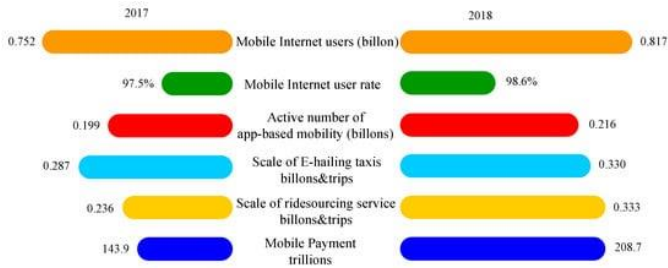 2017 2018
0.752 Mobile Internet users (billon) 0.817
97.5% Mobile Internet user rate 98.6%
Active number of
0.199 app-based mobility (billons) 0.216
Scale of E-hailing taxis
0.287 billons&trips 0.330
0.236 Scale of ridesourcing service 0.333
billons&trips
143.9 Mobile Payment 208.7
trillions